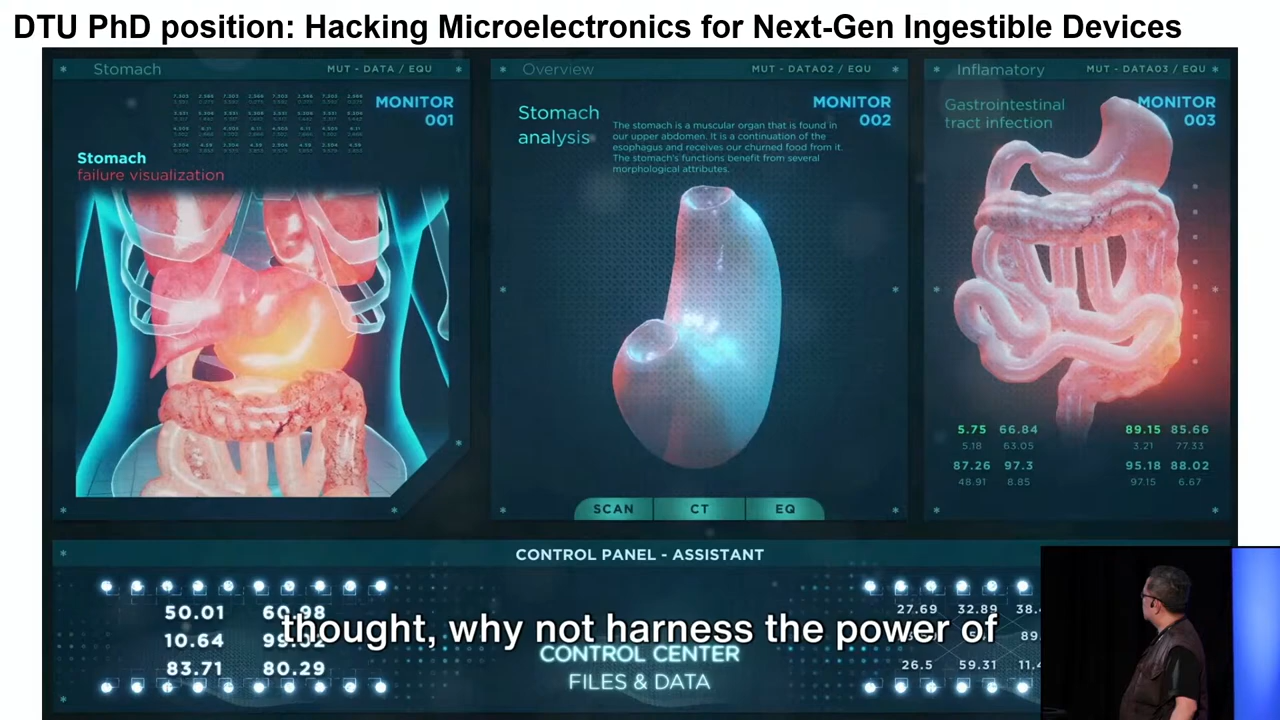 DTU PhD position: Hacking Microelectronics for Next-Gen Ingestible Devices
Stomach
MUT - DATA / EQU
MONITOR
001
Stomach
failure visualization
Overview
MUT - DATA02 / EQU
Stomach
analysis
MONITOR
002
The stomach is a muscular organ that is found in
our upper abdomen. It is a continuation of the
esophagus and receives our churned food from it.
The stomach's functions benefit from several
morphological attributes.
SCAN
CT
EQ
Inflamatory
MUT - DATA03 / EQU
Gastrointestinal
tract infection
MONITOR
003
5.75 66.84
5.18 63.05
87.26 97.3
48.91 8.85
89.15 85.66
3.21 77.33
95.18 88.02
97.15 6.67
CONTROL PANEL - ASSISTANT
50.01 60.98
10.64
83.71 80.29
thought, why not harness the power of
CONTROL CENTER
FILES & DATA
27.69 32.89
26.5 59.31